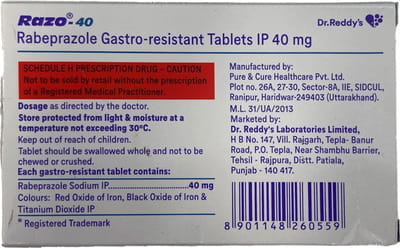 Razo®-40
Dr.Reddy's
Rabeprazole Gastro-resistant Tablets IP 40 mg
SCHEDULE H PRESCRIPTION DRUG – CAUTION
Not to be sold by retail without the prescription
of a Registered Medical Practitioner.
Dosage as directed by the doctor.
Store protected from light & moisture at a
temperature not exceeding 30°C.
Keep out of reach of children.
Tablet should be swallowed whole and not to be
chewed or crushed.
Each gastro-resistant tablet contains:
Rabeprazole Sodium IP.....................................40 mg
Colours: Red Oxide of Iron, Black Oxide of Iron &
Titanium Dioxide IP
® Registered Trademark
Manufactured by:
Pure & Cure Healthcare Pvt. Ltd.
Plot no. 26A, 27-30, Sector-8A, IIE, SIDCUL,
Ranipur, Haridwar-249403 (Uttarakhand).
M.L. 31/UA/2013
Marketed by:
Dr. Reddy's Laboratories Limited,
H B No. 147, Vill. Rajgarh, Tepla- Banur
Road, P.O. Tepla, Near Shambhu Barrier,
Tehsil - Rajpura, Distt. Patiala,
Punjab - 140 417.
8 901148 260559